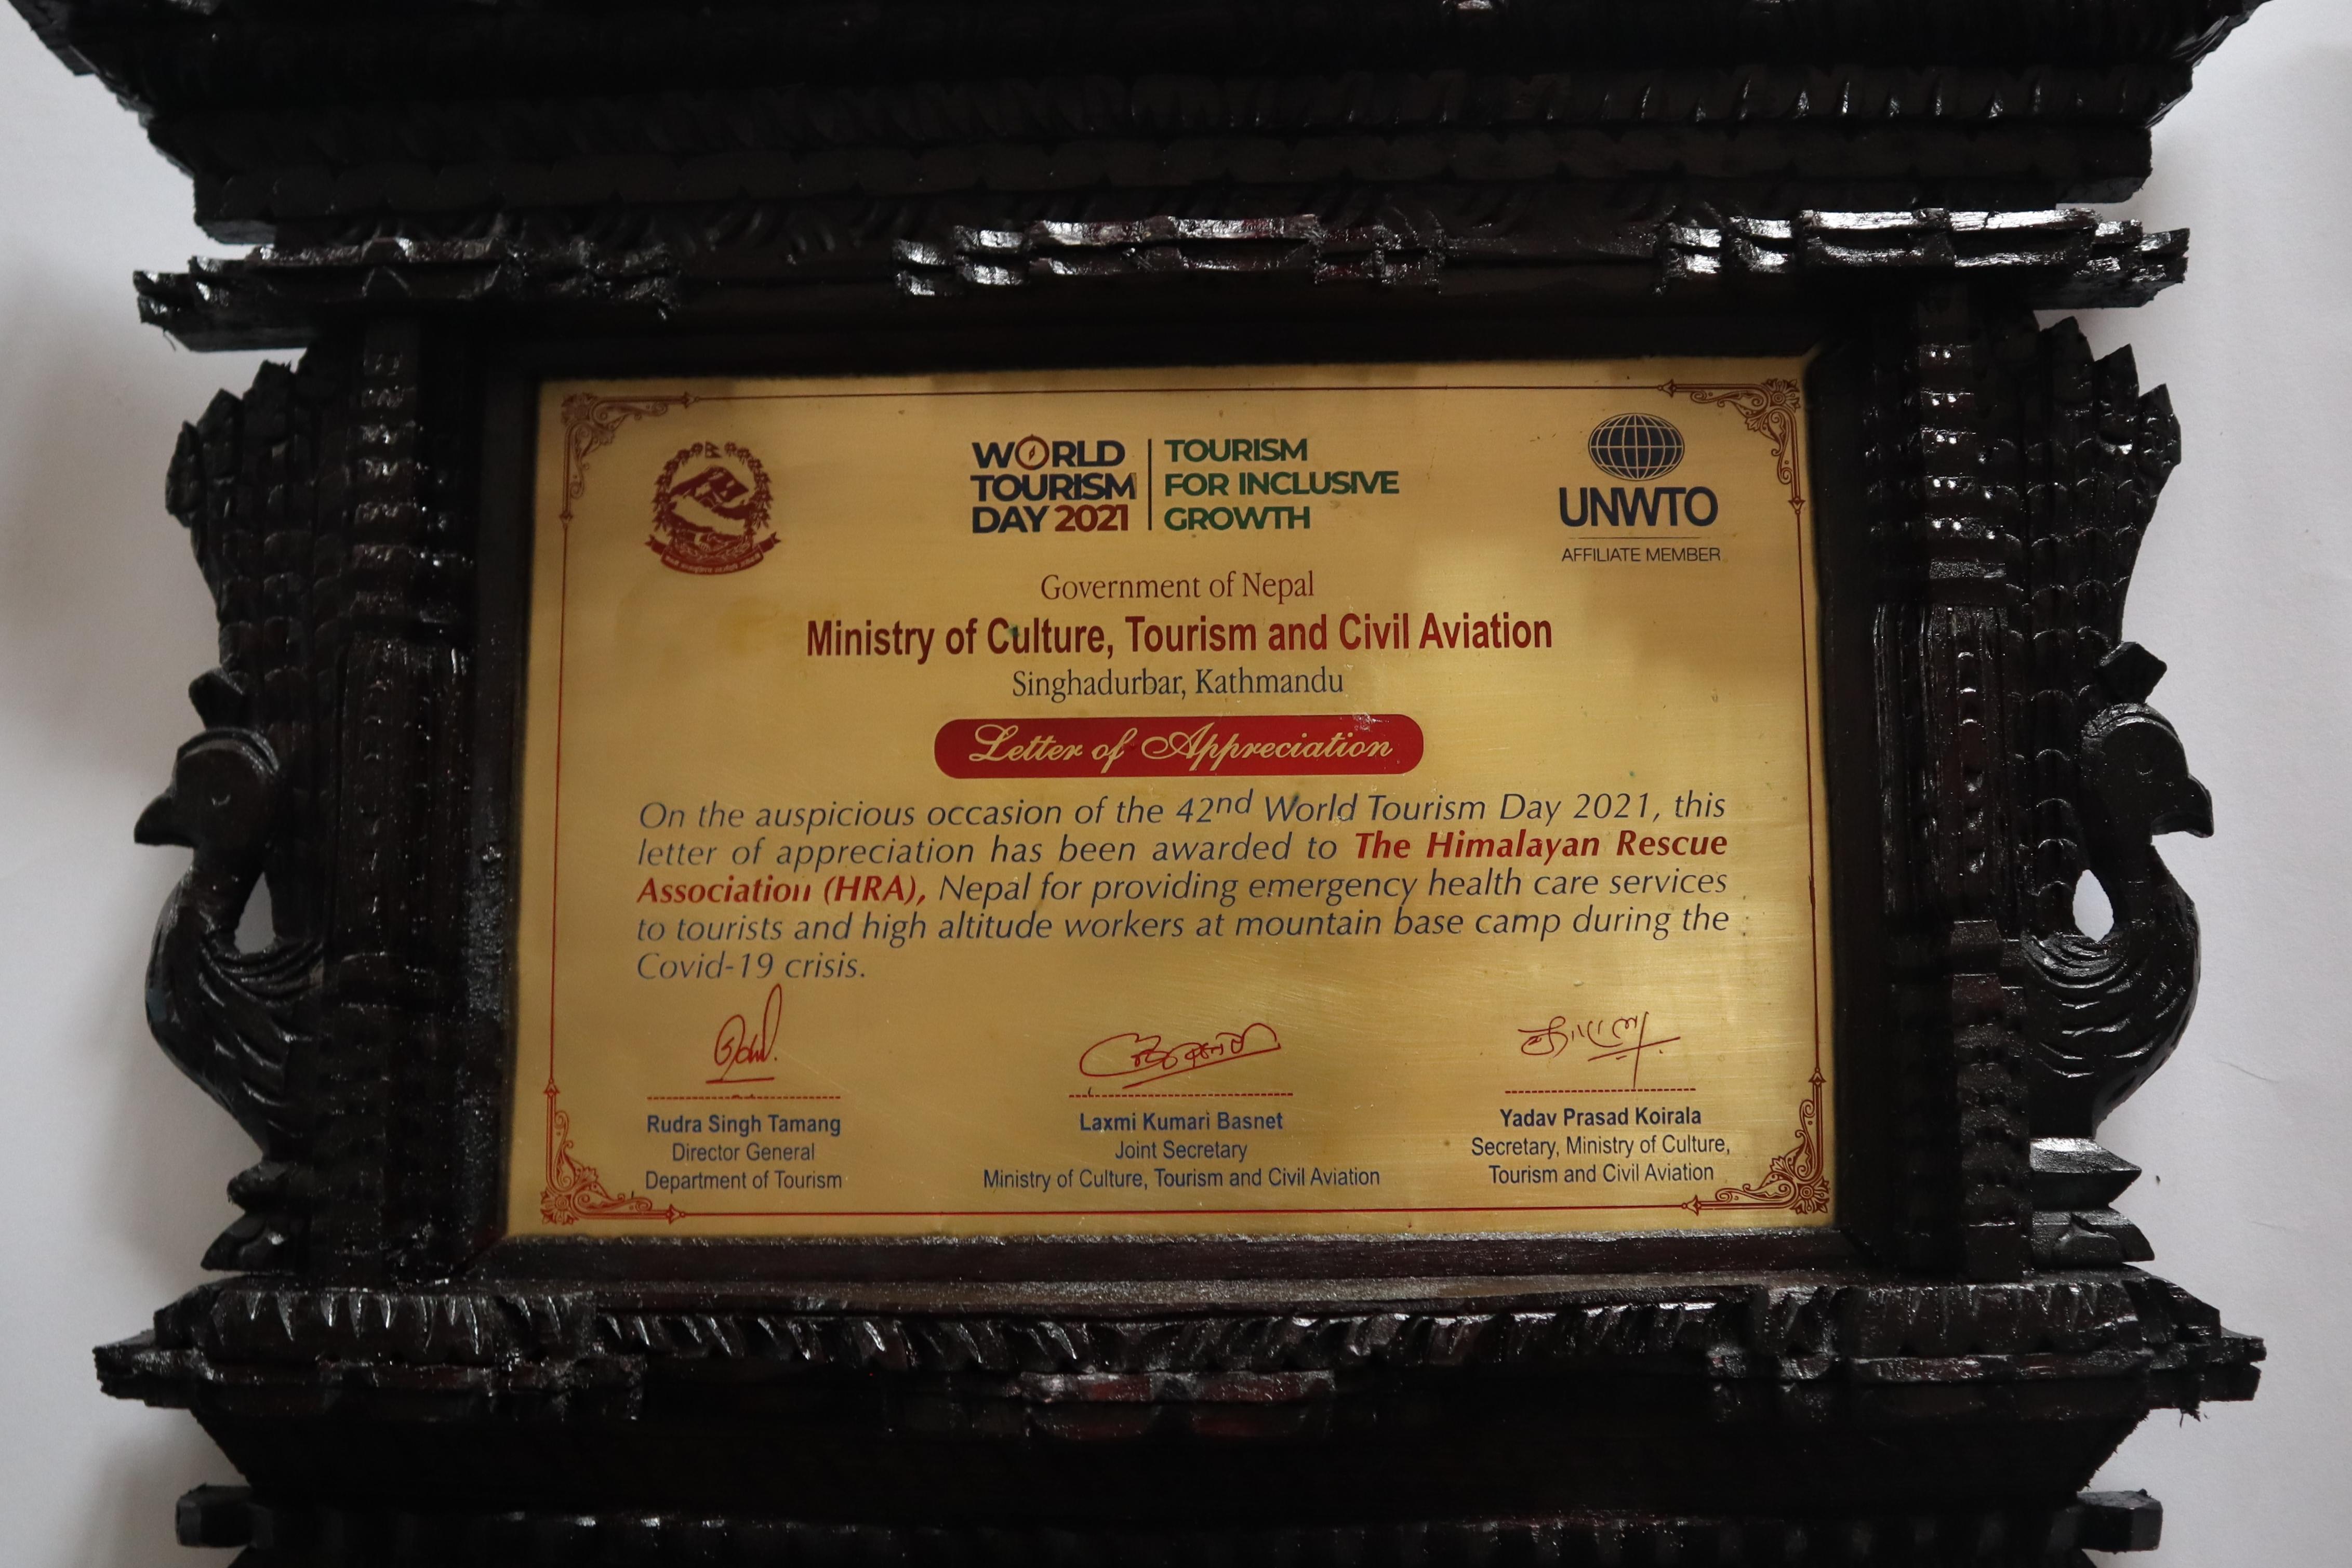 WORLD TOURISM DAY 2021
TOURISM FOR INCLUSIVE GROWTH
UNWTO
AFFILIATE MEMBER
Government of Nepal
Ministry of Culture, Tourism and Civil Aviation
Singhadurbar, Kathmandu
Letter of Appreciation
On the auspicious occasion of the 42nd World Tourism Day 2021, this
letter of appreciation has been awarded to The Himalayan Rescue
Association (HRA), Nepal for providing emergency health care services
to tourists and high altitude workers at mountain base camp during the
Covid-19 crisis.
Rudra Singh Tamang
Director General
Department of Tourism
Laxmi Kumari Basnet
Joint Secretary
Ministry of Culture, Tourism and Civil Aviation
Yadav Prasad Koirala
Secretary, Ministry of Culture,
Tourism and Civil Aviation